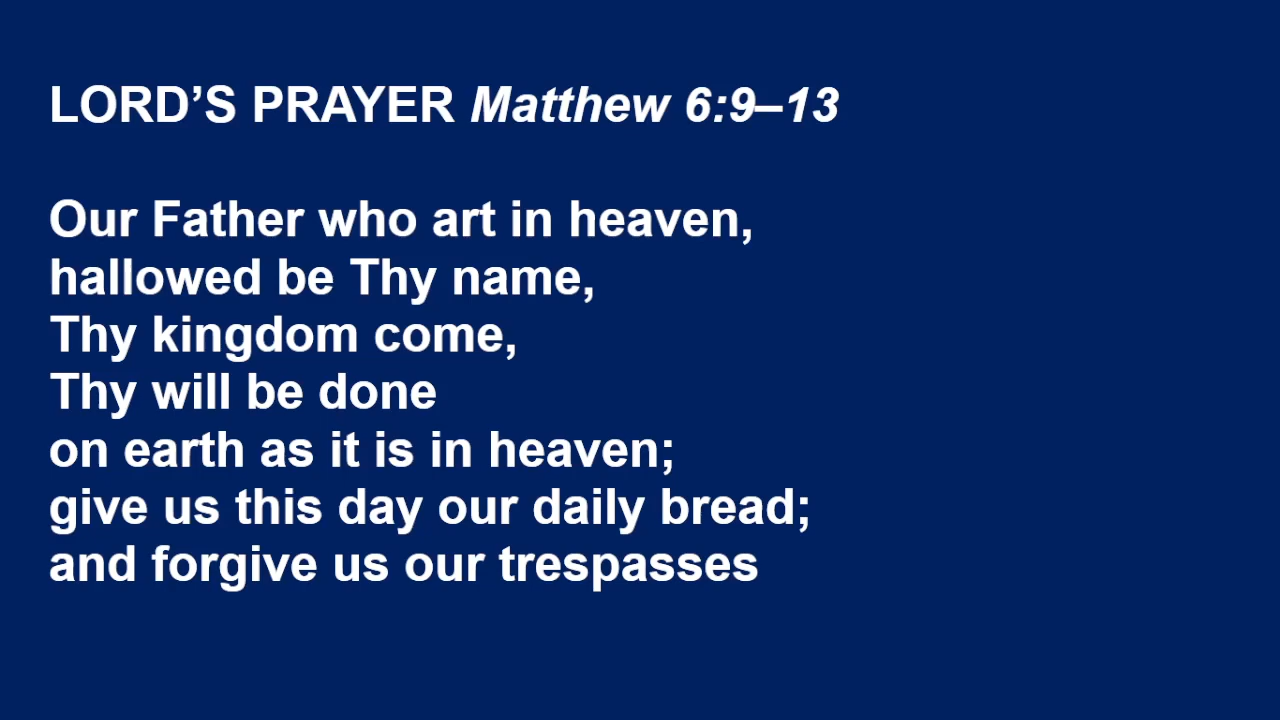 LORD’S PRAYER Matthew 6:9–13
Our Father who art in heaven,
hallowed be Thy name,
Thy kingdom come,
Thy will be done
on earth as it is in heaven;
give us this day our daily bread;
and forgive us our trespasses